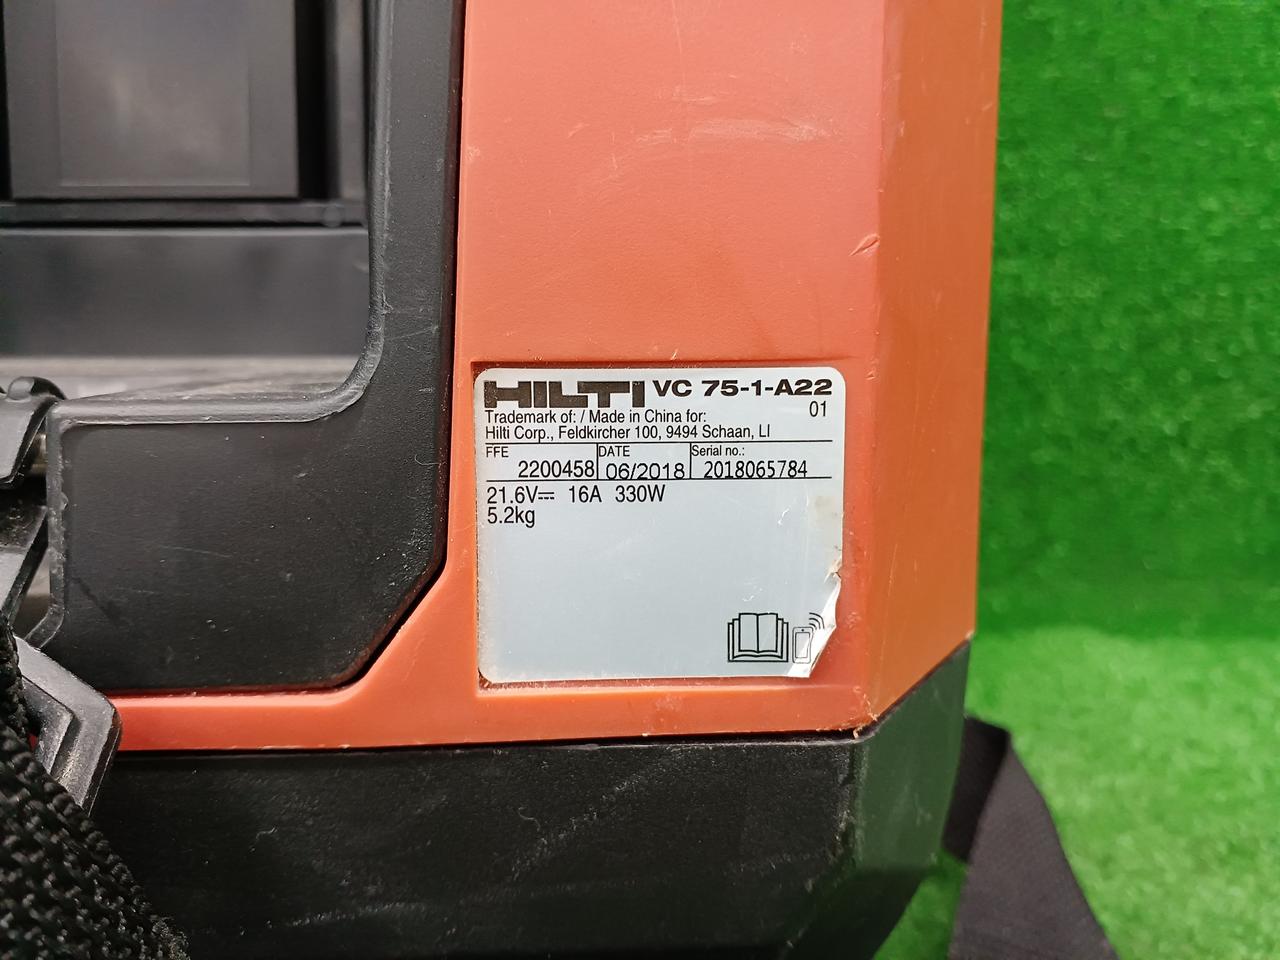 HILTI VC 75-1-A22
01
Trademark of: / Made in China for:
Hilti Corp., Feldkircher 100, 9494 Schaan, LI
FFE DATE Serial no.:
2200458 06/2018 2018065784
21.6V⎓ 16A 330W
5.2kg